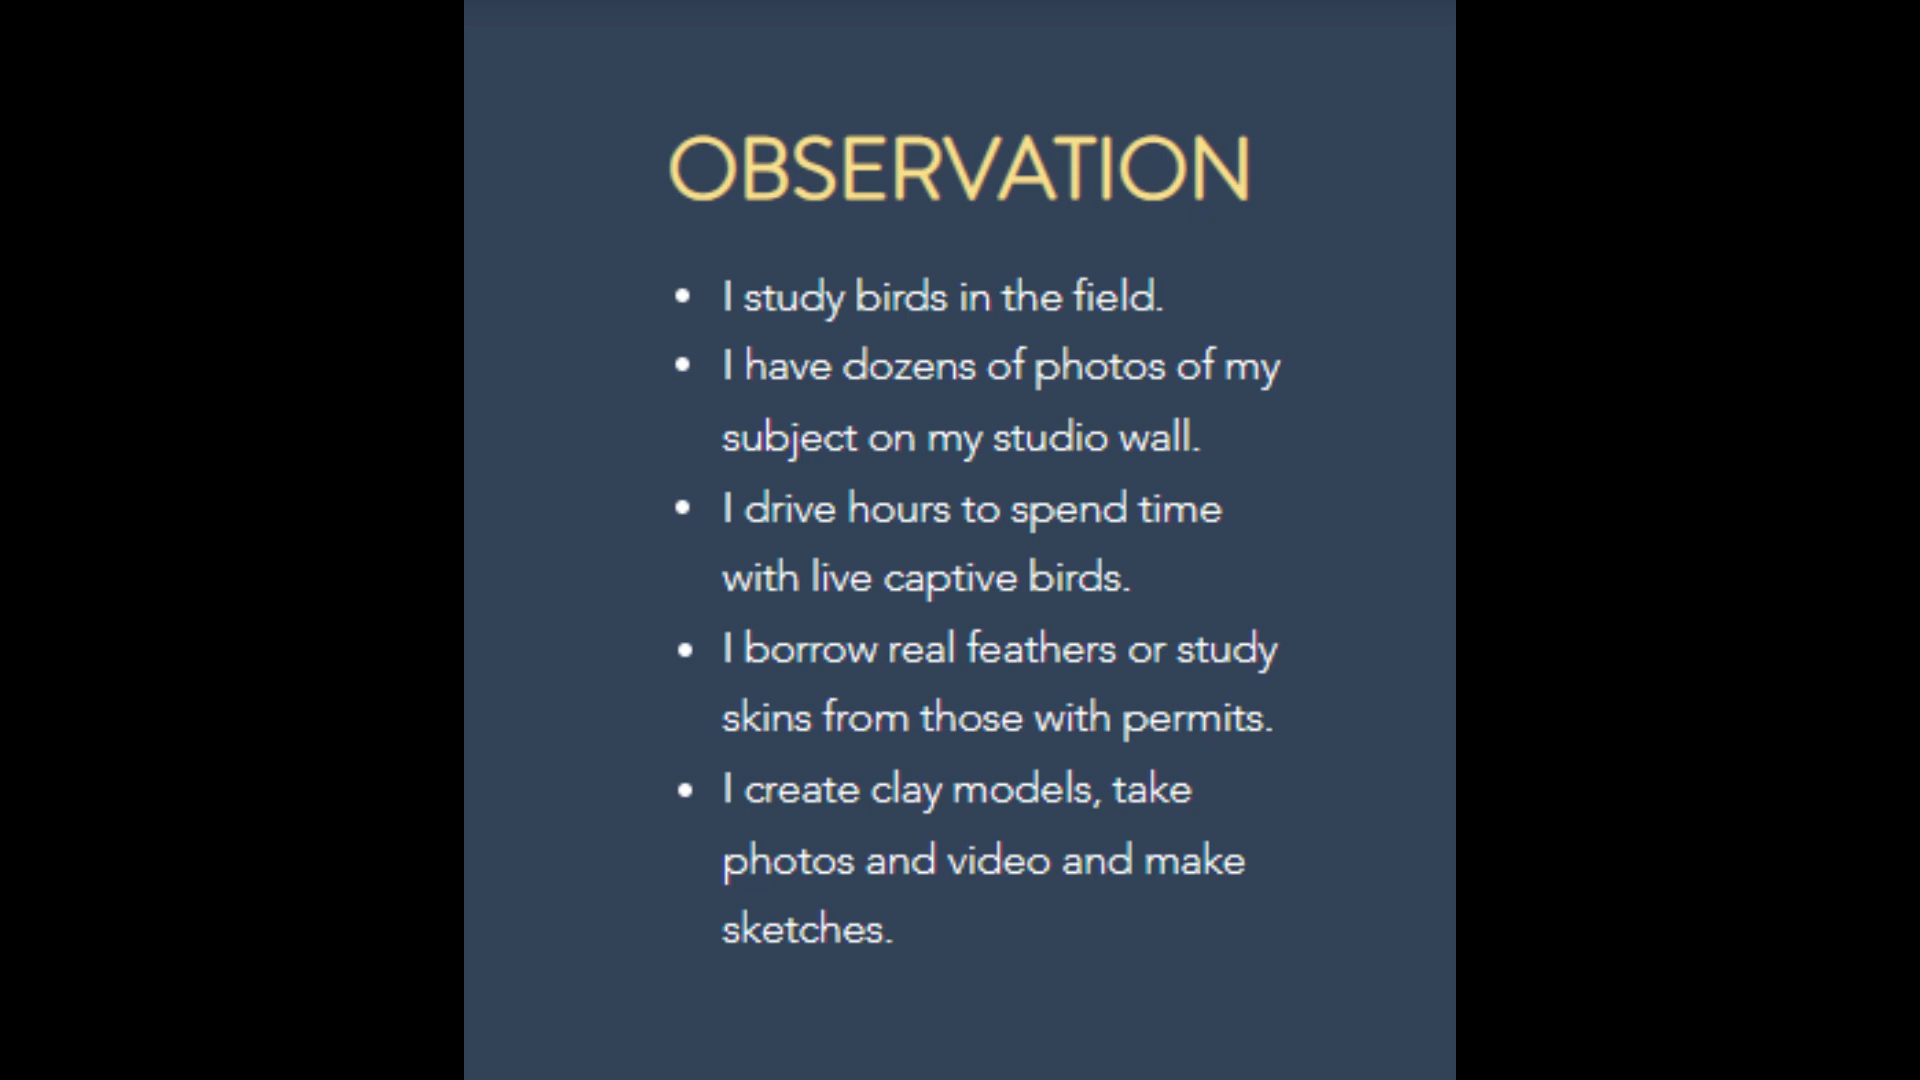 OBSERVATION
• I study birds in the field.
• I have dozens of photos of my
subject on my studio wall.
• I drive hours to spend time
with live captive birds.
• I borrow real feathers or study
skins from those with permits.
• I create clay models, take
photos and video and make
sketches.